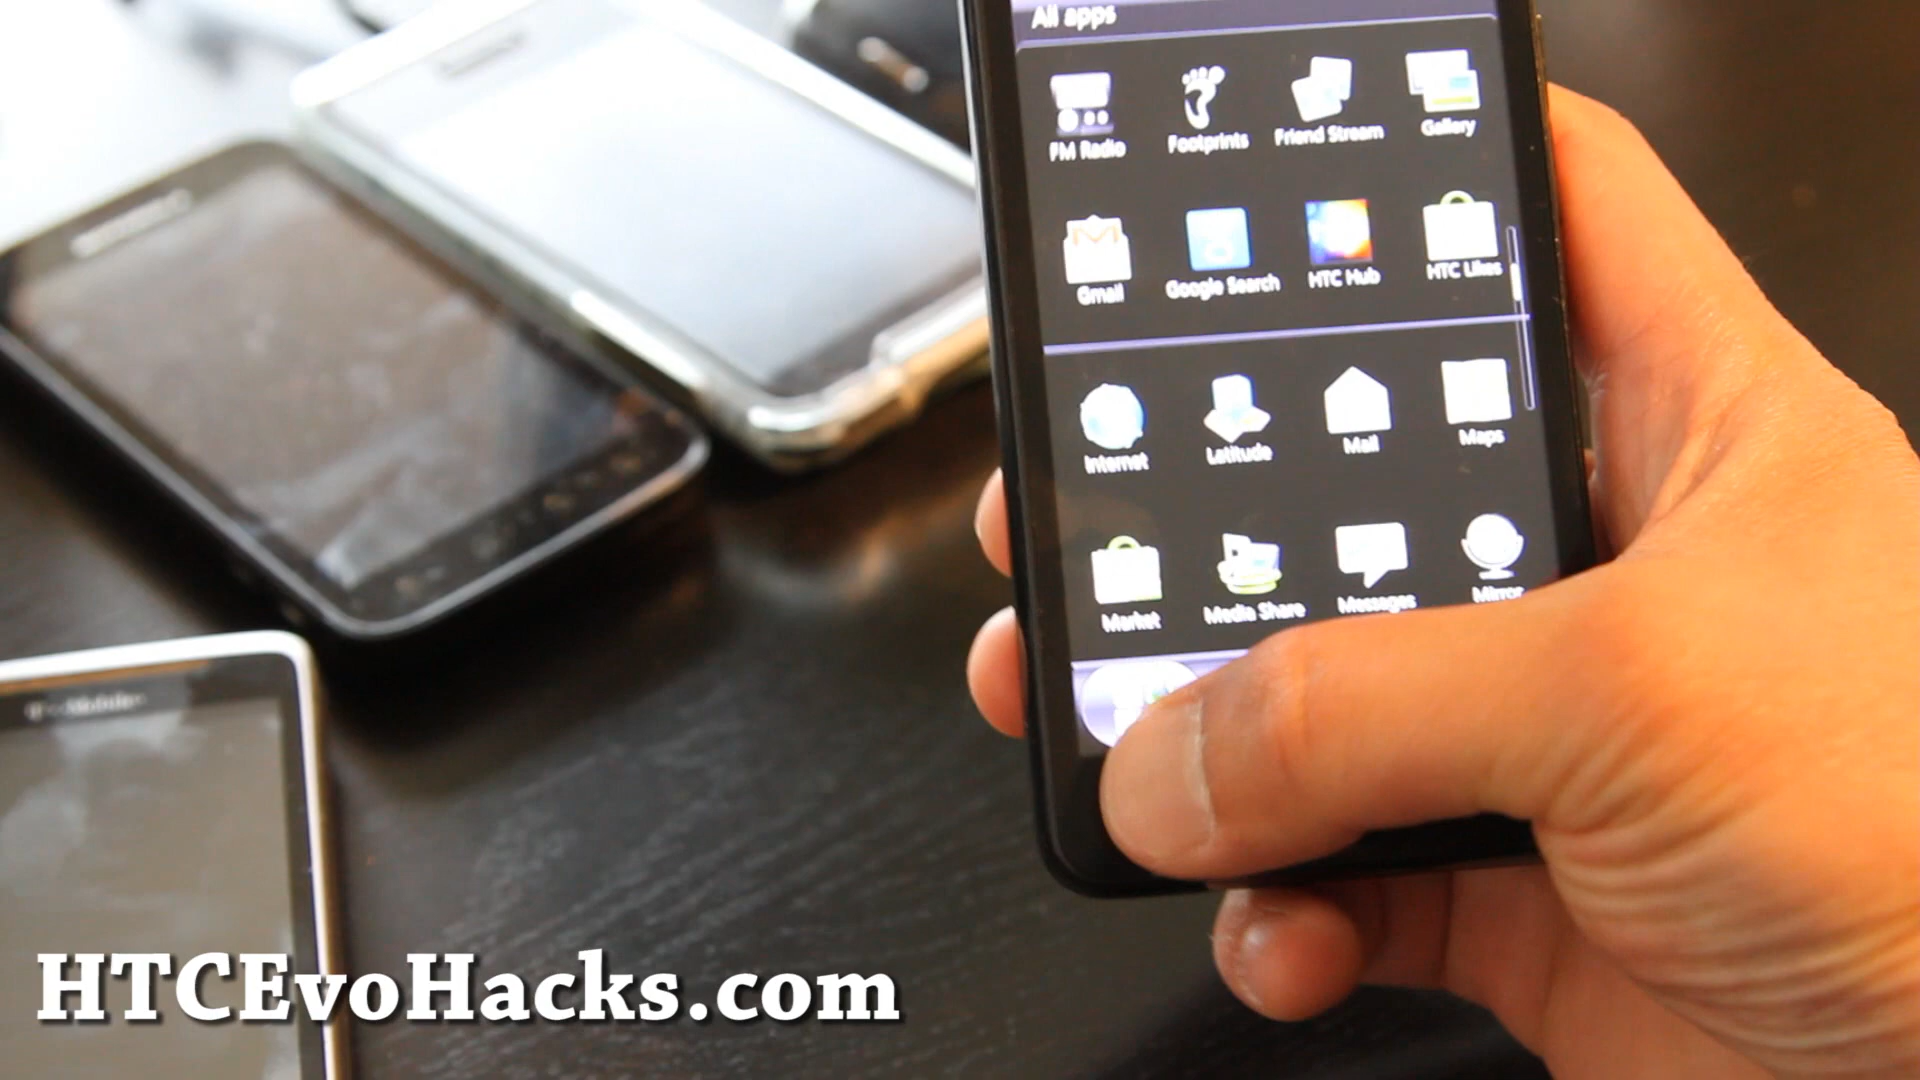 All apps
FM Radio Footprints Friend Stream Gallery
Gmail Google Search HTC Hub HTC Likes
Internet Latitude Mail Maps
Market Media Share Messages Mirror
T-Mobile
HTCEvoHacks.com